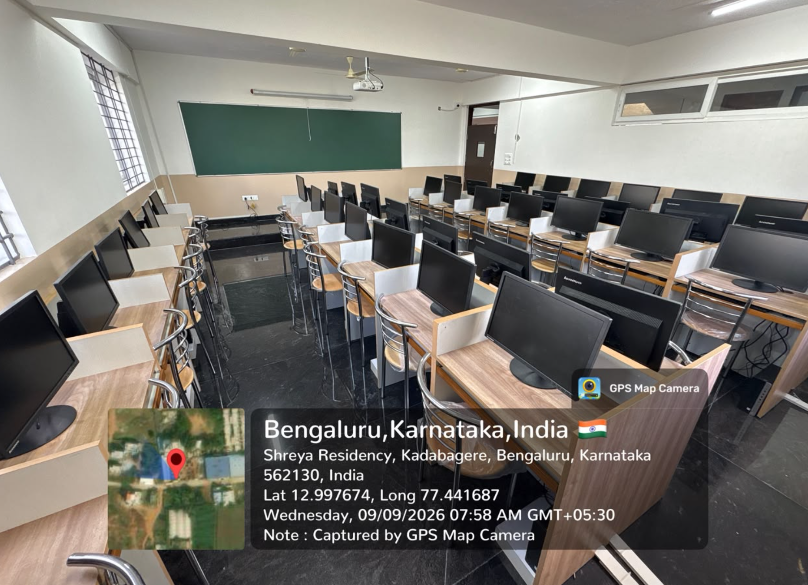 GPS Map Camera
Bengaluru,Karnataka,India
Shreya Residency, Kadabagere, Bengaluru, Karnataka
562130, India
Lat 12.997674, Long 77.441687
Wednesday, 09/09/2026 07:58 AM GMT+05:30
Note : Captured by GPS Map Camera